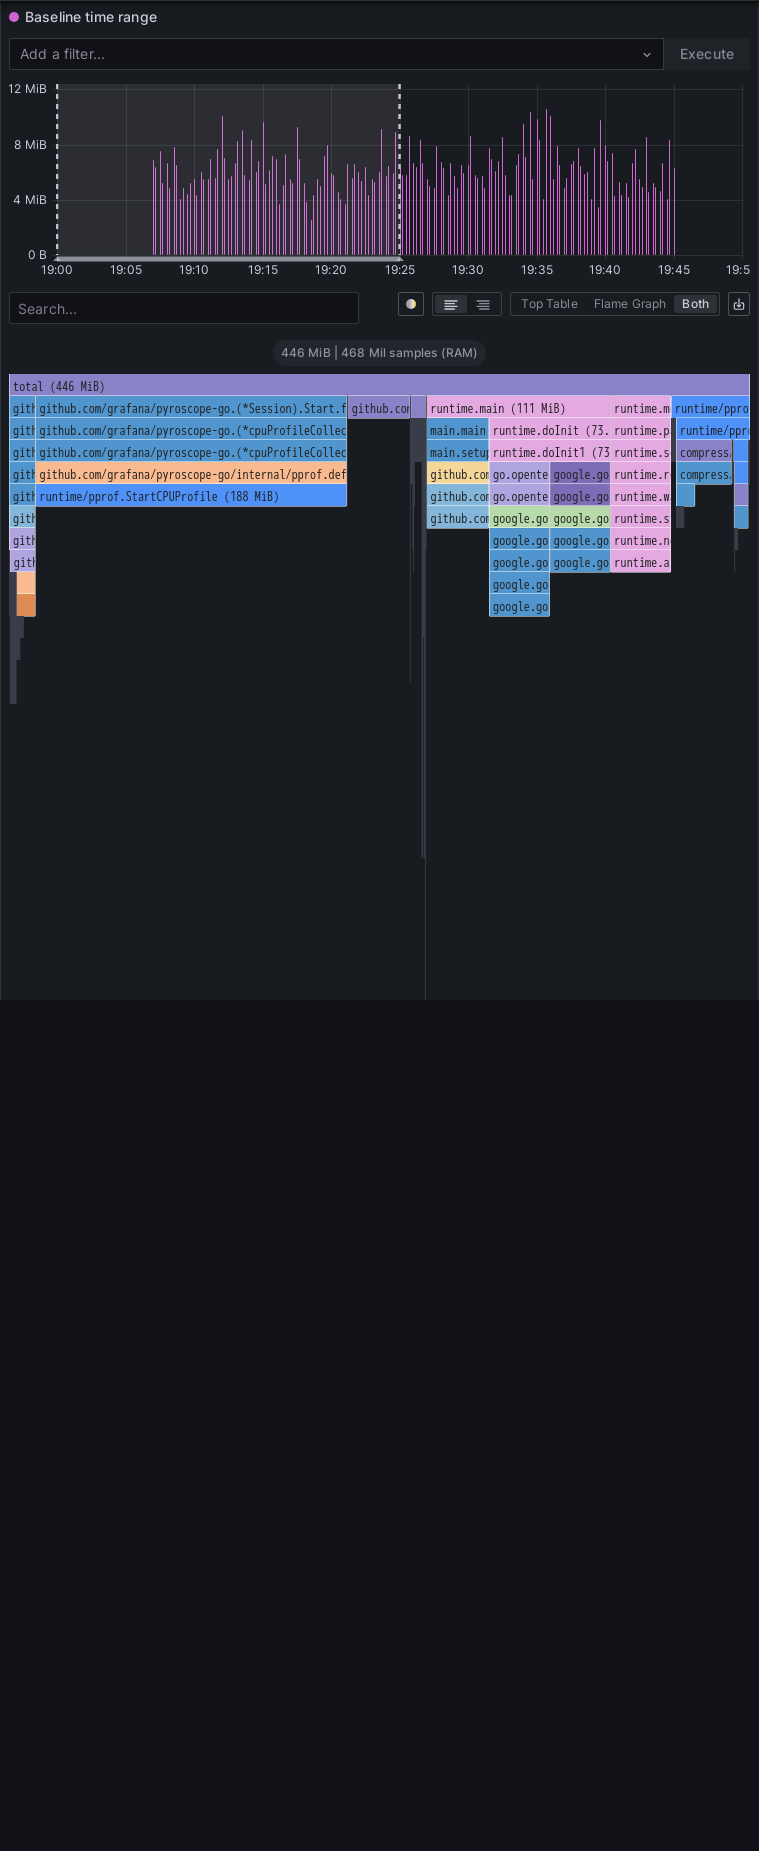 Baseline time range
Add a filter...
Execute
12 MiB
8 MiB
4 MiB
0 B
19:00 19:05 19:10 19:15 19:20 19:25 19:30 19:35 19:40 19:45 19:5
Search...
Top Table Flame Graph Both
446 MiB | 468 Mil samples (RAM)
total (446 MiB)
gith github.com/grafana/pyroscope-go.(*Session).Start.f github.com runtime.main (111 MiB) runtime.m runtime/ppro
gith github.com/grafana/pyroscope-go.(*cpuProfileCollec main.main runtime.doInit (73. runtime.p runtime/ppr
gith github.com/grafana/pyroscope-go.(*cpuProfileCollec main.setup runtime.doInit1 (73 runtime.s compress
gith github.com/grafana/pyroscope-go/internal/pprof.def github.com go.opente google.go runtime.r compress
gith runtime/pprof.StartCPUProfile (188 MiB) github.com go.opente google.go runtime.w
gith github.com google.go google.go runtime.s
gith google.go google.go runtime.n
gith google.go google.go runtime.a
google.go
google.go